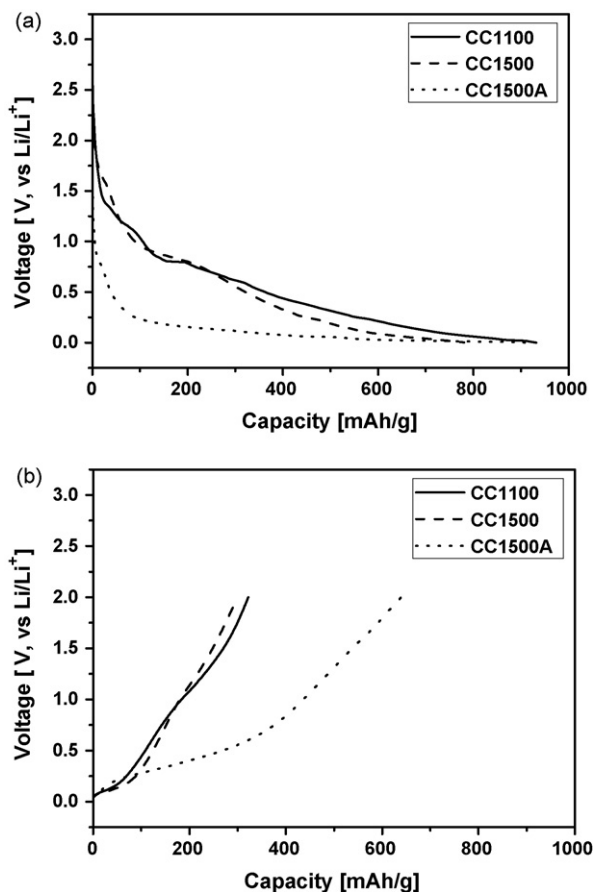 (a)
3.0
2.5
2.0
1.5
1.0
0.5
0.0
Voltage [ V, vs Li/Li+]
CC1100
CC1500
CC1500A
0 200 400 600 800 1000
Capacity [mAh/g]
(b)
3.0
2.5
2.0
1.5
1.0
0.5
0.0
Voltage [ V, vs Li/Li+]
CC1100
CC1500
CC1500A
0 200 400 600 800 1000
Capacity [mAh/g]